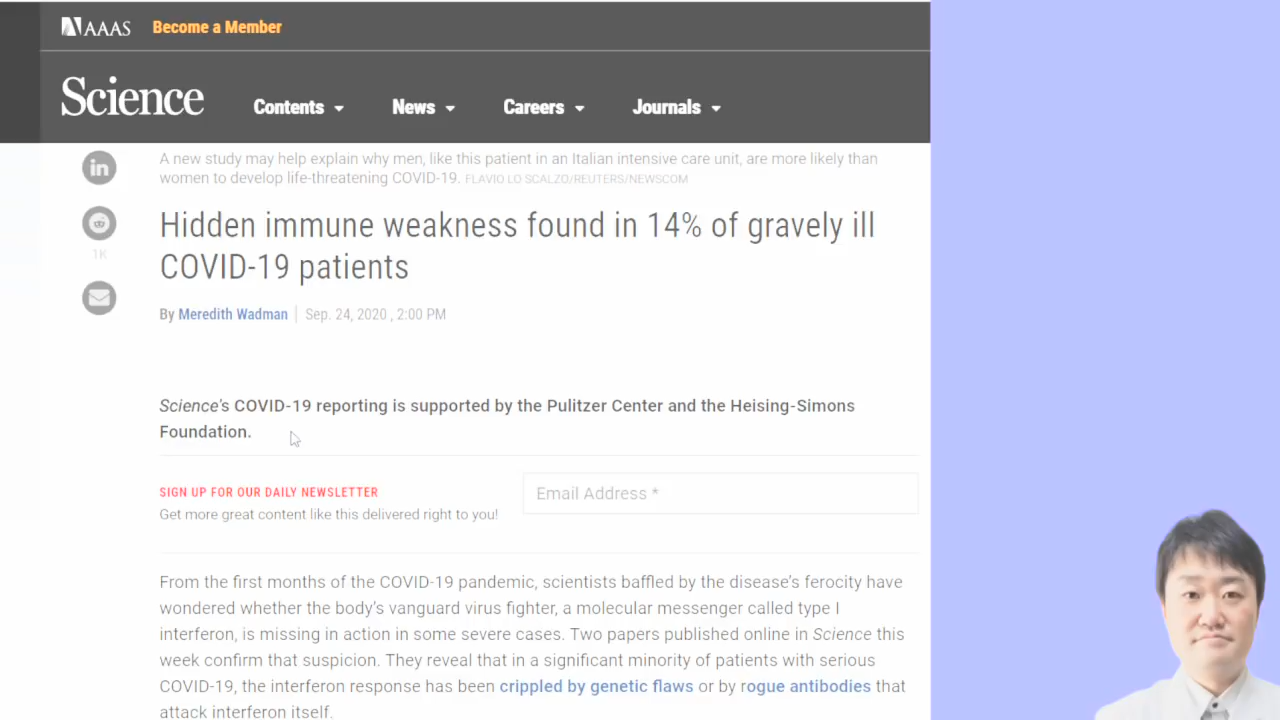 AAAS Become a Member
Science Contents News Careers Journals
A new study may help explain why men, like this patient in an Italian intensive care unit, are more likely than
women to develop life-threatening COVID-19. FLAVIO LO SCALZO/REUTERS/NEWSCOM
Hidden immune weakness found in 14% of gravely ill
COVID-19 patients
1K
By Meredith Wadman | Sep. 24, 2020 , 2:00 PM
Science's COVID-19 reporting is supported by the Pulitzer Center and the Heising-Simons
Foundation.
SIGN UP FOR OUR DAILY NEWSLETTER
Get more great content like this delivered right to you!
Email Address *
From the first months of the COVID-19 pandemic, scientists baffled by the disease's ferocity have
wondered whether the body's vanguard virus fighter, a molecular messenger called type I
interferon, is missing in action in some severe cases. Two papers published online in Science this
week confirm that suspicion. They reveal that in a significant minority of patients with serious
COVID-19, the interferon response has been crippled by genetic flaws or by rogue antibodies that
attack interferon itself.